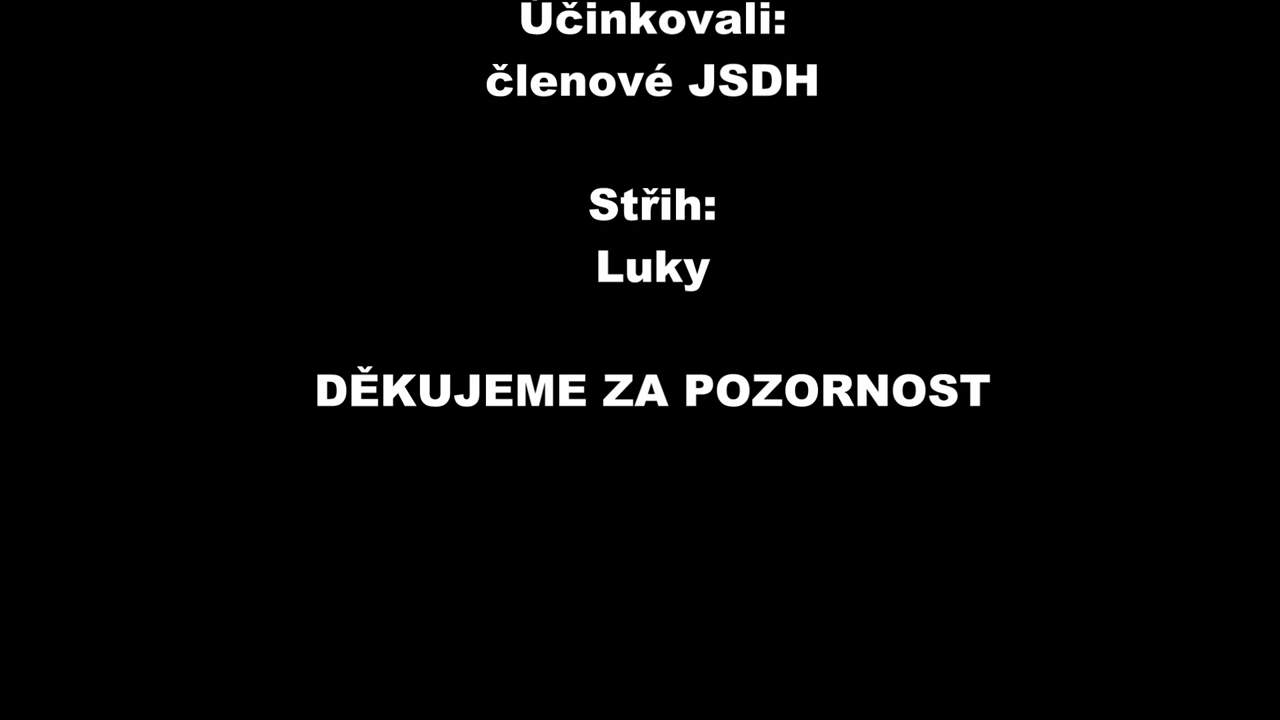 Účinkovali:
členové JSDH
Střih:
Luky
DĚKUJEME ZA POZORNOST